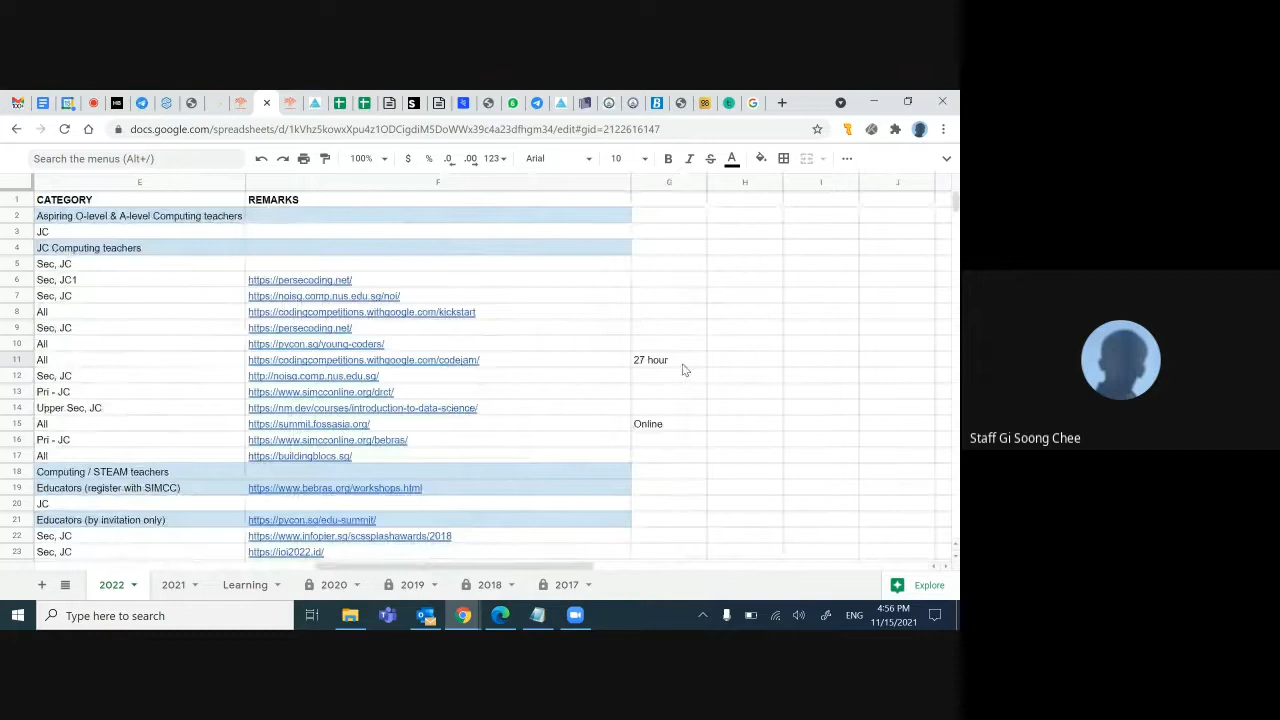 docs.google.com/spreadsheets/d/1kVhz5kowxXpu4z1ODCigdiM5DoWWx39c4a23dfhgm34/edit#gid=2122616147
Search the menus (Alt+/) 100% $ % .0 .00 123 Arial 10 B I S A
E F G H I J
1 CATEGORY REMARKS
2 Aspiring O-level & A-level Computing teachers
3 JC
4 JC Computing teachers
5 Sec, JC
6 Sec, JC1 https://persecoding.net/
7 Sec, JC https://noisg.comp.nus.edu.sg/noi/
8 All https://codingcompetitions.withgoogle.com/kickstart
9 Sec, JC https://persecoding.net/
10 All https://pycon.sg/young-coders/
11 All https://codingcompetitions.withgoogle.com/codejam/ 27 hour
12 Sec, JC http://noisg.comp.nus.edu.sg/
13 Pri - JC https://www.simcconline.org/drct/
14 Upper Sec, JC https://nm.dev/courses/introduction-to-data-science/
15 All https://summit.fossasia.org/ Online
16 Pri - JC https://www.simcconline.org/bebras/
17 All https://buildingblocs.sg/
18 Computing / STEAM teachers
19 Educators (register with SIMCC) https://www.bebras.org/workshops.html
20 JC
21 Educators (by invitation only) https://pycon.sg/edu-summit/
22 Sec, JC https://www.infopier.sg/scssplashawards/2018
23 Sec, JC https://ioi2022.id/
Staff Gi Soong Chee
+ 2022 2021 Learning 2020 2019 2018 2017 Explore
Type here to search ENG 4:56 PM
11/15/2021